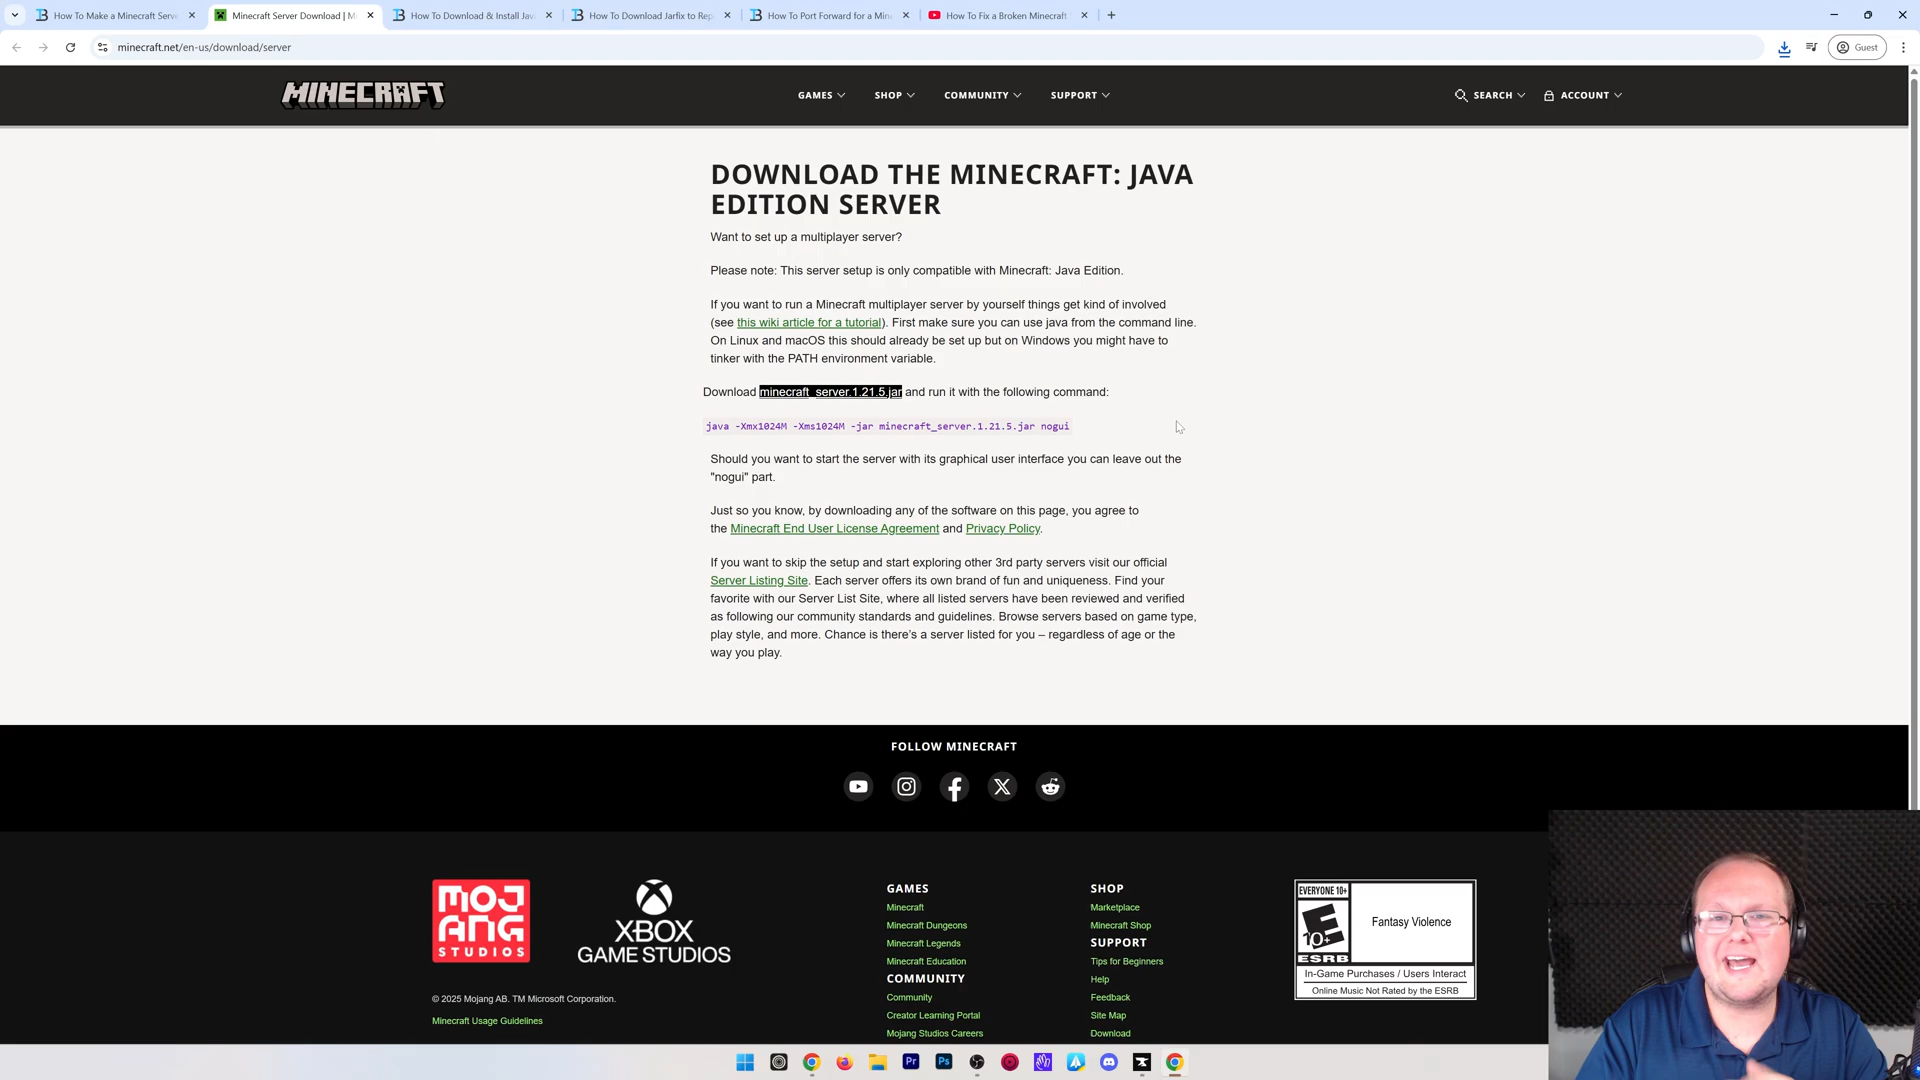 How To Make a Minecraft Serve
Minecraft Server Download | M
How To Download & Install Jav
How To Download Jarfix to Rep
How To Port Forward for a Min
How To Fix a Broken Minecraft
minecraft.net/en-us/download/server
Guest
MINECRAFT
GAMES
SHOP
COMMUNITY
SUPPORT
SEARCH
ACCOUNT
DOWNLOAD THE MINECRAFT: JAVA
EDITION SERVER
Want to set up a multiplayer server?
Please note: This server setup is only compatible with Minecraft: Java Edition.
If you want to run a Minecraft multiplayer server by yourself things get kind of involved
(see this wiki article for a tutorial). First make sure you can use java from the command line.
On Linux and macOS this should already be set up but on Windows you might have to
tinker with the PATH environment variable.
Download minecraft_server.1.21.5.jar and run it with the following command:
java -Xmx1024M -Xms1024M -jar minecraft_server.1.21.5.jar nogui
Should you want to start the server with its graphical user interface you can leave out the
"nogui" part.
Just so you know, by downloading any of the software on this page, you agree to
the Minecraft End User License Agreement and Privacy Policy.
If you want to skip the setup and start exploring other 3rd party servers visit our official
Server Listing Site. Each server offers its own brand of fun and uniqueness. Find your
favorite with our Server List Site, where all listed servers have been reviewed and verified
as following our community standards and guidelines. Browse servers based on game type,
play style, and more. Chance is there's a server listed for you – regardless of age or the
way you play.
FOLLOW MINECRAFT
MOJANG STUDIOS
XBOX
GAME STUDIOS
© 2025 Mojang AB. TM Microsoft Corporation.
Minecraft Usage Guidelines
GAMES
Minecraft
Minecraft Dungeons
Minecraft Legends
Minecraft Education
COMMUNITY
Community
Creator Learning Portal
Mojang Studios Careers
SHOP
Marketplace
Minecraft Shop
SUPPORT
Tips for Beginners
Help
Feedback
Site Map
Download
EVERYONE 10+
E
10+
ESRB
Fantasy Violence
In-Game Purchases / Users Interact
Online Music Not Rated by the ESRB
Pr
Ps